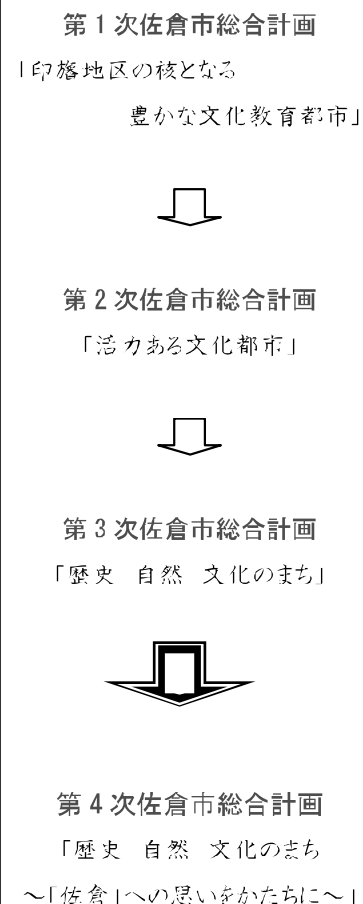 第1次佐倉市総合計画
「印旛地区の核となる
豊かな文化教育都市」
第2次佐倉市総合計画
「活力ある文化都市」
第3次佐倉市総合計画
「歴史 自然 文化のまち」
第4次佐倉市総合計画
「歴史 自然 文化のまち
～「佐倉」への思いをかたちに～」